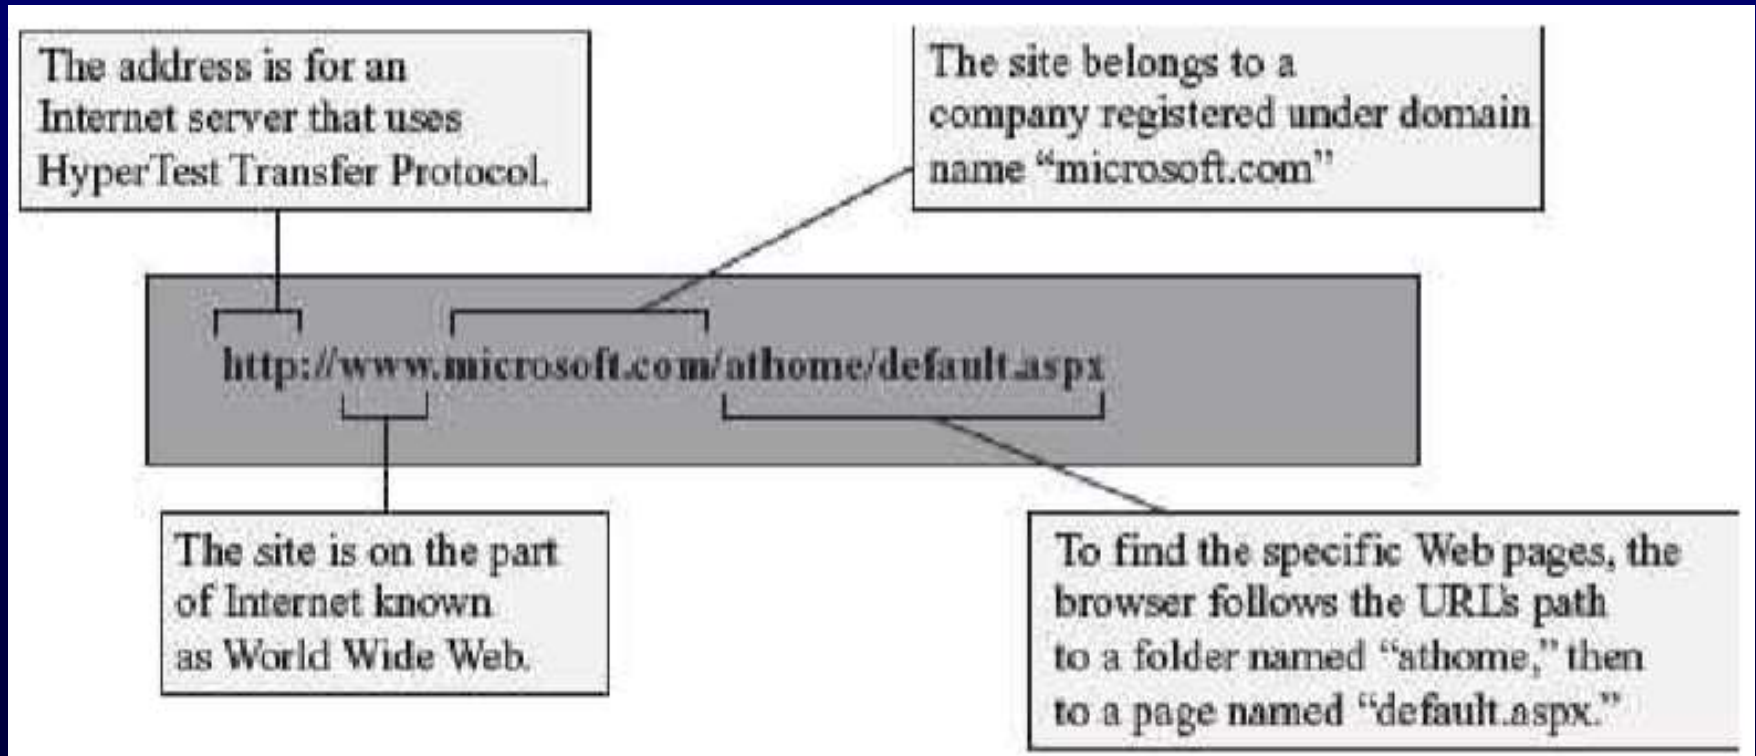 The address is for an
Internet server that uses
HyperTest Transfer Protocol.
The site belongs to a
company registered under domain
name “microsoft.com”
http://www.microsoft.com/athome/default.aspx
The site is on the part
of Internet known
as World Wide Web.
To find the specific Web pages, the
browser follows the URL's path
to a folder named “athome,” then
to a page named “default.aspx.”